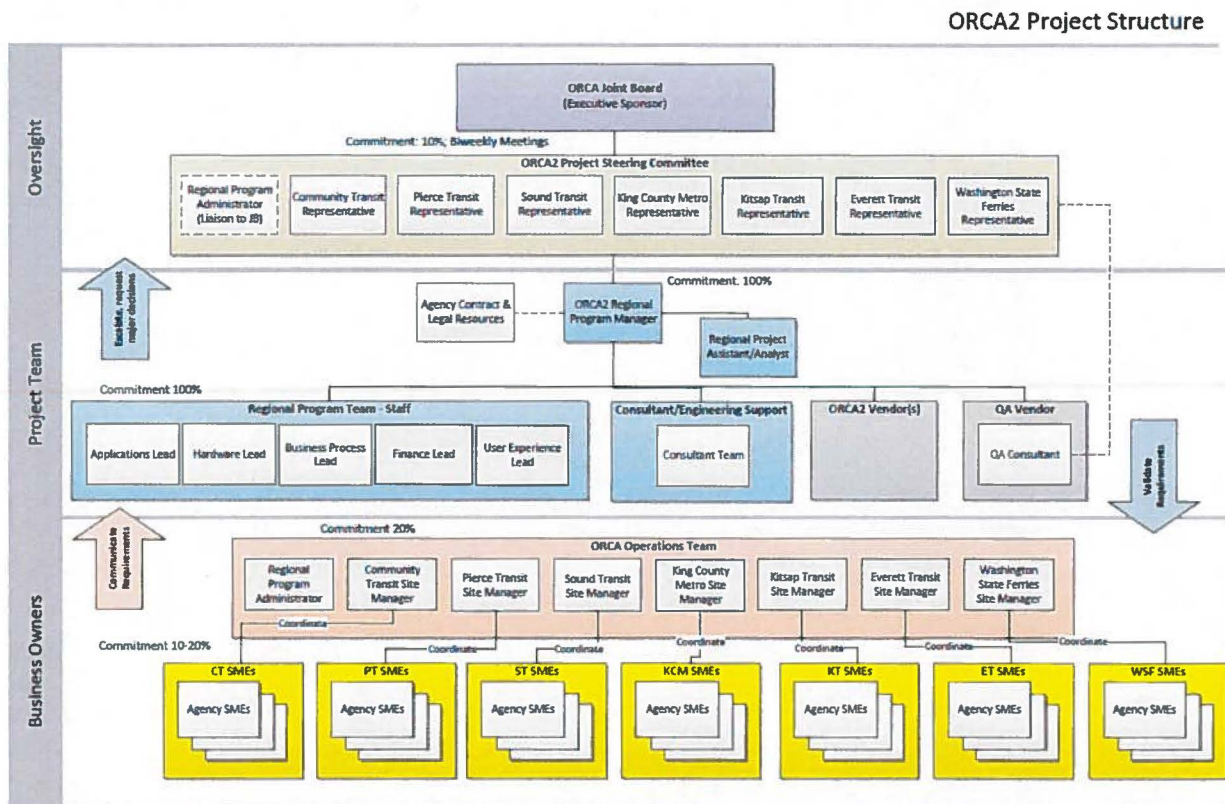 ORCA2 Project Structure
Oversight
ORCA Joint Board
(Executive Sponsor)
Commitment: 10%; Biweekly Meetings
ORCA2 Project Steering Committee
Regional Program
Administrator
(Liaison to JB)
Community Transit
Representative
Pierce Transit
Representative
Sound Transit
Representative
King County Metro
Representative
Kitsap Transit
Representative
Everett Transit
Representative
Washington State
Ferries
Representative
Project Team
Escalate, request
major decisions
Commitment: 100%
Agency Contract &
Legal Resources
ORCA2 Regional
Program Manager
Regional Project
Assistant/Analyst
Commitment 100%
Regional Program Team - Staff
Applications Lead
Hardware Lead
Business Process
Lead
Finance Lead
User Experience
Lead
Consultant/Engineering Support
Consultant Team
ORCA2 Vendor(s)
QA Vendor
QA Consultant
Validate
Requirements
Business Owners
Communicate
Requirements
Commitment 20%
ORCA Operations Team
Regional
Program
Administrator
Community
Transit Site
Manager
Pierce Transit
Site Manager
Sound Transit
Site Manager
King County
Metro Site
Manager
Kitsap Transit
Site Manager
Everett Transit
Site Manager
Washington
State Ferries
Site Manager
Commitment 10-20%
Coordinate
Coordinate
Coordinate
Coordinate
Coordinate
Coordinate
Coordinate
CT SMEs
Agency SMEs
PT SMEs
Agency SMEs
ST SMEs
Agency SMEs
KCM SMEs
Agency SMEs
KT SMEs
Agency SMEs
ET SMEs
Agency SMEs
WSF SMEs
Agency SMEs